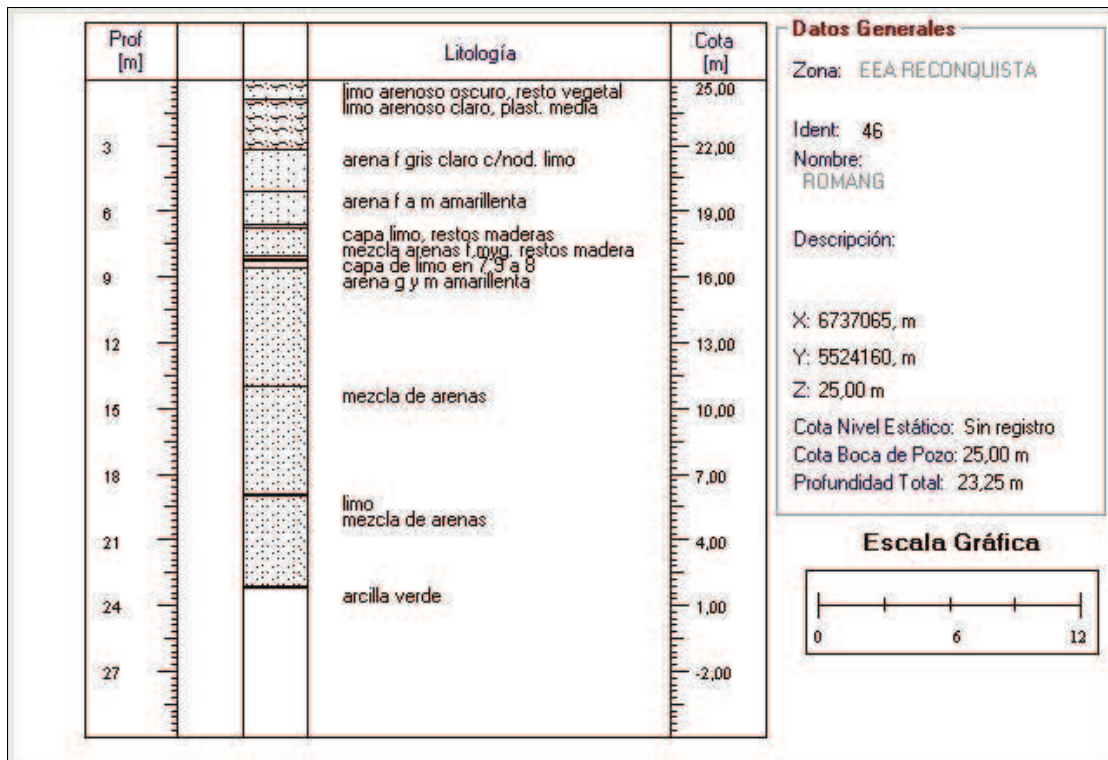 Prof
[m]
Litología
Cota
[m]
limo arenoso oscuro, resto vegetal
25,00
limo arenoso claro, plast. media
3
22,00
arena f gris claro c/nod. limo
arena f a m amarillenta
6
19,00
capa limo, restos maderas
mezcla arenas f,myg. restos madera
capa de limo en 7,9 a 8
9
16,00
arena g y m amarillenta
12
13,00
mezcla de arenas
15
10,00
18
7,00
limo
mezcla de arenas
21
4,00
arcilla verde
24
1,00
27
-2,00
Datos Generales
Zona: EEA RECONQUISTA
Ident: 46
Nombre:
ROMANG
Descripción:
X: 6737065, m
Y: 5524160, m
Z: 25,00 m
Cota Nivel Estático: Sin registro
Cota Boca de Pozo: 25,00 m
Profundidad Total: 23,25 m
Escala Gráfica
0 6 12